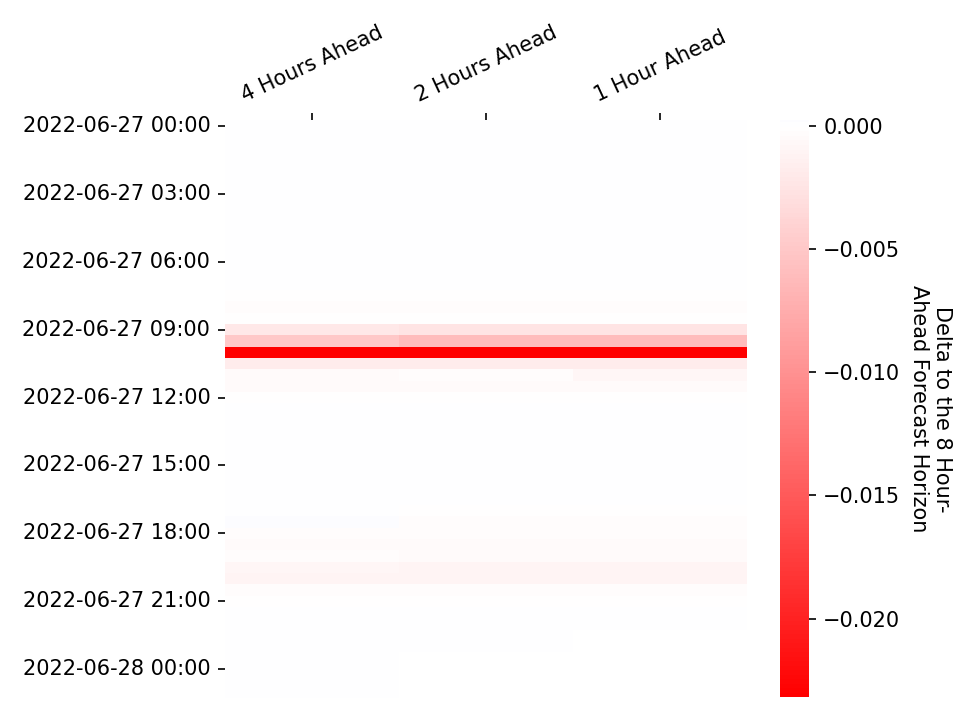 4 Hours Ahead
2 Hours Ahead
1 Hour Ahead
2022-06-27 00:00
2022-06-27 03:00
2022-06-27 06:00
2022-06-27 09:00
2022-06-27 12:00
2022-06-27 15:00
2022-06-27 18:00
2022-06-27 21:00
2022-06-28 00:00
0.000
−0.005
−0.010
−0.015
−0.020
Delta to the 8 Hour-
Ahead Forecast Horizon